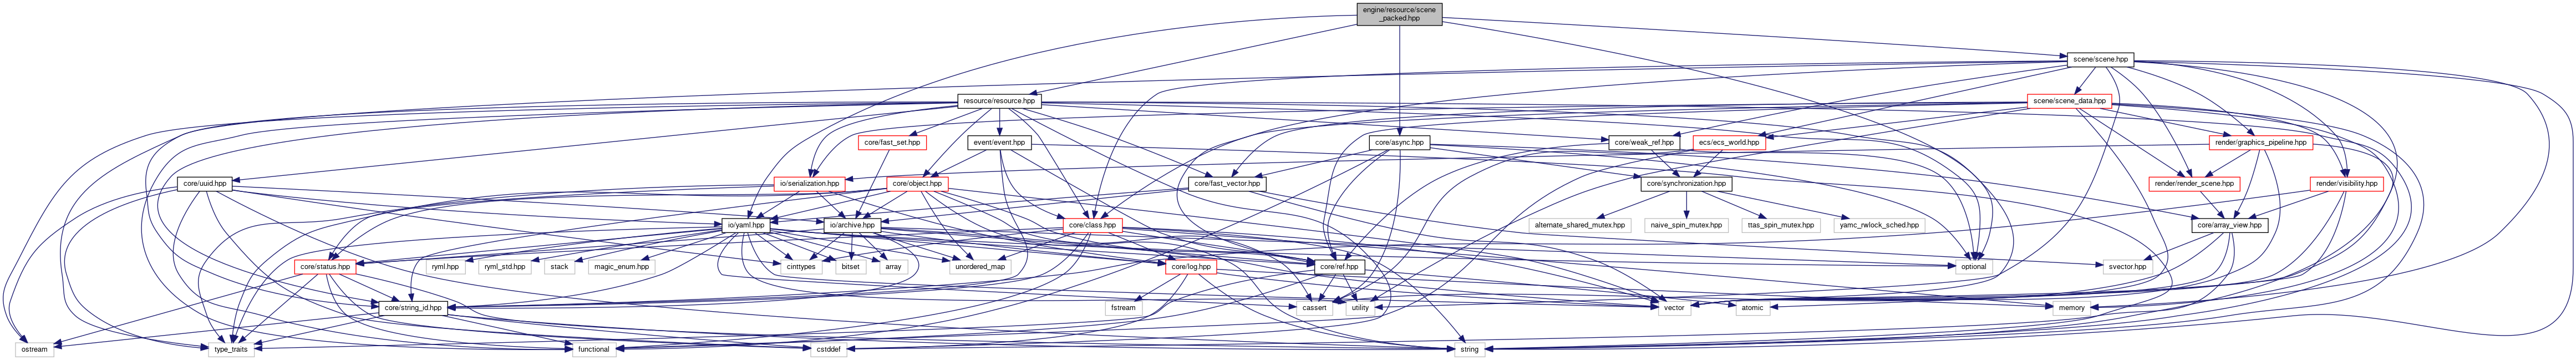 engine/resource/scene
_packed.hpp
scene/scene.hpp
resource/resource.hpp
scene/scene_data.hpp
core/fast_set.hpp
event/event.hpp
core/async.hpp
core/weak_ref.hpp
ecs/ecs_world.hpp
render/graphics_pipeline.hpp
core/uuid.hpp
io/serialization.hpp
core/object.hpp
core/fast_vector.hpp
core/synchronization.hpp
render/render_scene.hpp
render/visibility.hpp
io/yaml.hpp
io/archive.hpp
core/class.hpp
alternate_shared_mutex.hpp
naive_spin_mutex.hpp
ttas_spin_mutex.hpp
yamc_rwlock_sched.hpp
core/array_view.hpp
core/status.hpp
ryml.hpp
ryml_std.hpp
stack
magic_enum.hpp
cinttypes
bitset
array
unordered_map
core/log.hpp
core/ref.hpp
optional
svector.hpp
core/string_id.hpp
fstream
cassert
utility
vector
atomic
memory
ostream
type_traits
functional
cstddef
string